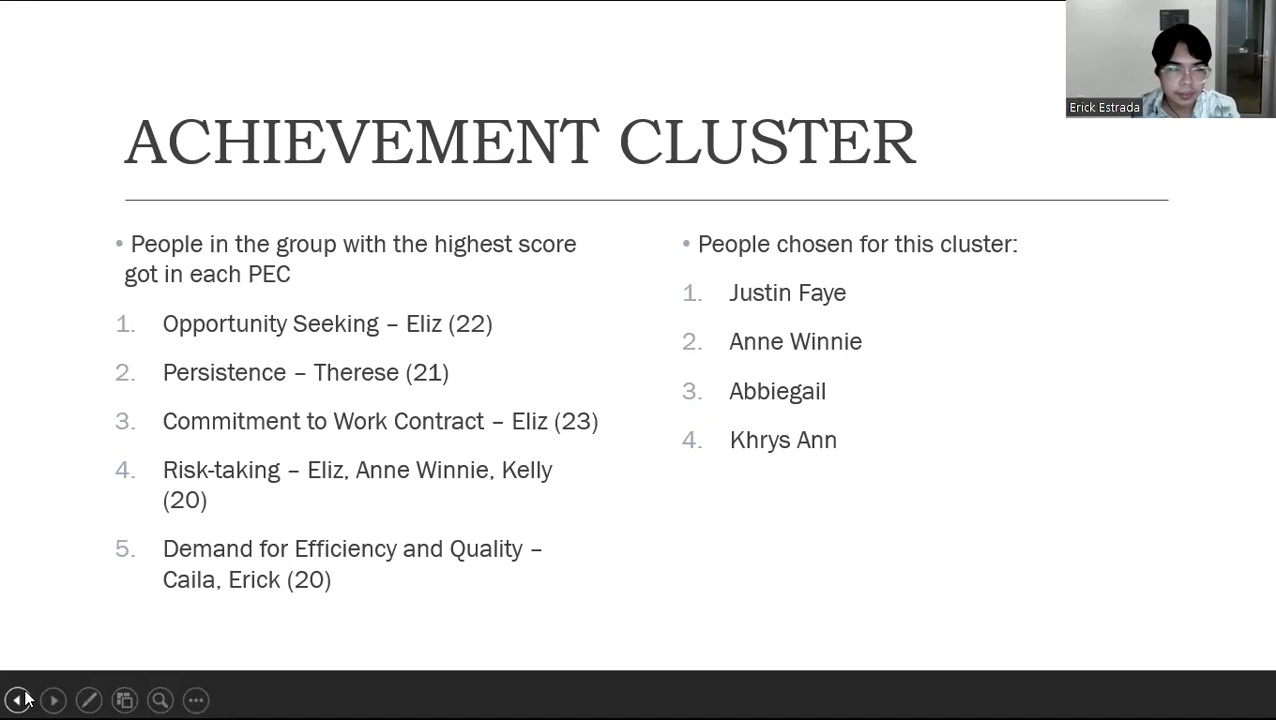 Erick Estrada
ACHIEVEMENT CLUSTER
• People in the group with the highest score
got in each PEC
1. Opportunity Seeking – Eliz (22)
2. Persistence – Therese (21)
3. Commitment to Work Contract – Eliz (23)
4. Risk-taking – Eliz, Anne Winnie, Kelly
(20)
5. Demand for Efficiency and Quality –
Caila, Erick (20)
• People chosen for this cluster:
1. Justin Faye
2. Anne Winnie
3. Abbiegail
4. Khrys Ann